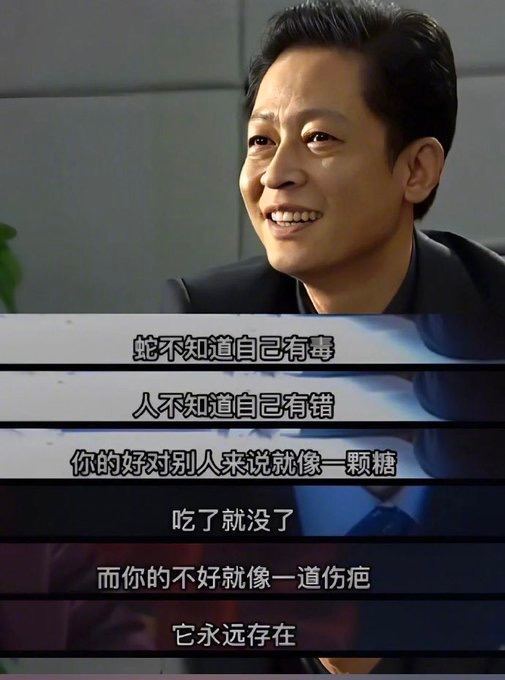 蛇不知道自己有毒
人不知道自己有错
你的好对别人来说就像一颗糖
吃了就没了
而你的不好就像一道伤疤
它永远存在